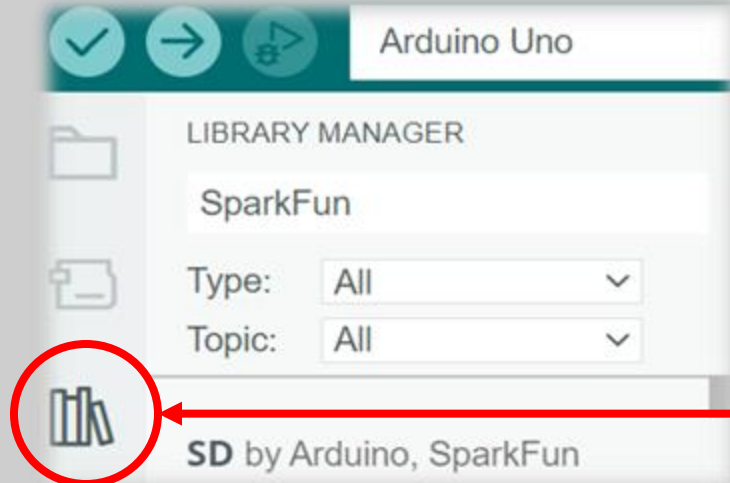 Arduino Uno
LIBRARY MANAGER
SparkFun
Type: All
Topic: All
SD by Arduino, SparkFun